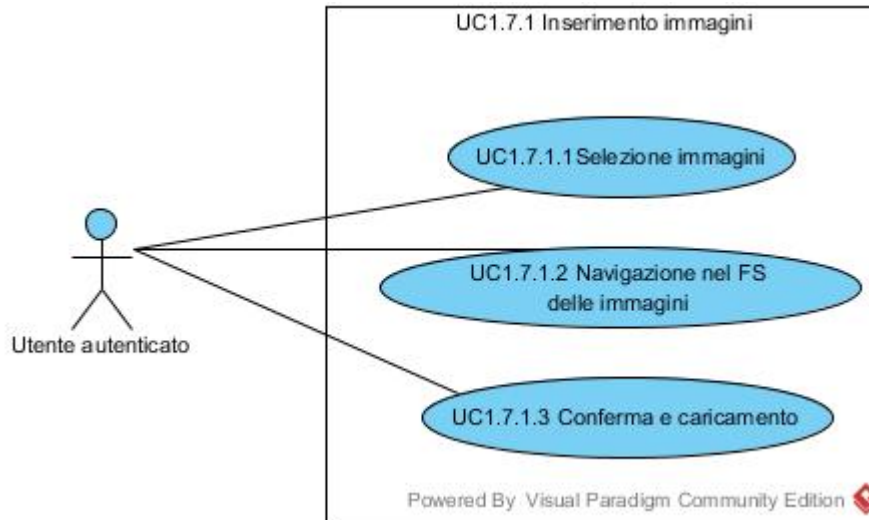 UC1.7.1 Inserimento immagini
UC1.7.1.1Selezione immagini
UC1.7.1.2 Navigazione nel FS
delle immagini
Utente autenticato
UC1.7.1.3 Conferma e caricamento
Powered By Visual Paradigm Community Edition